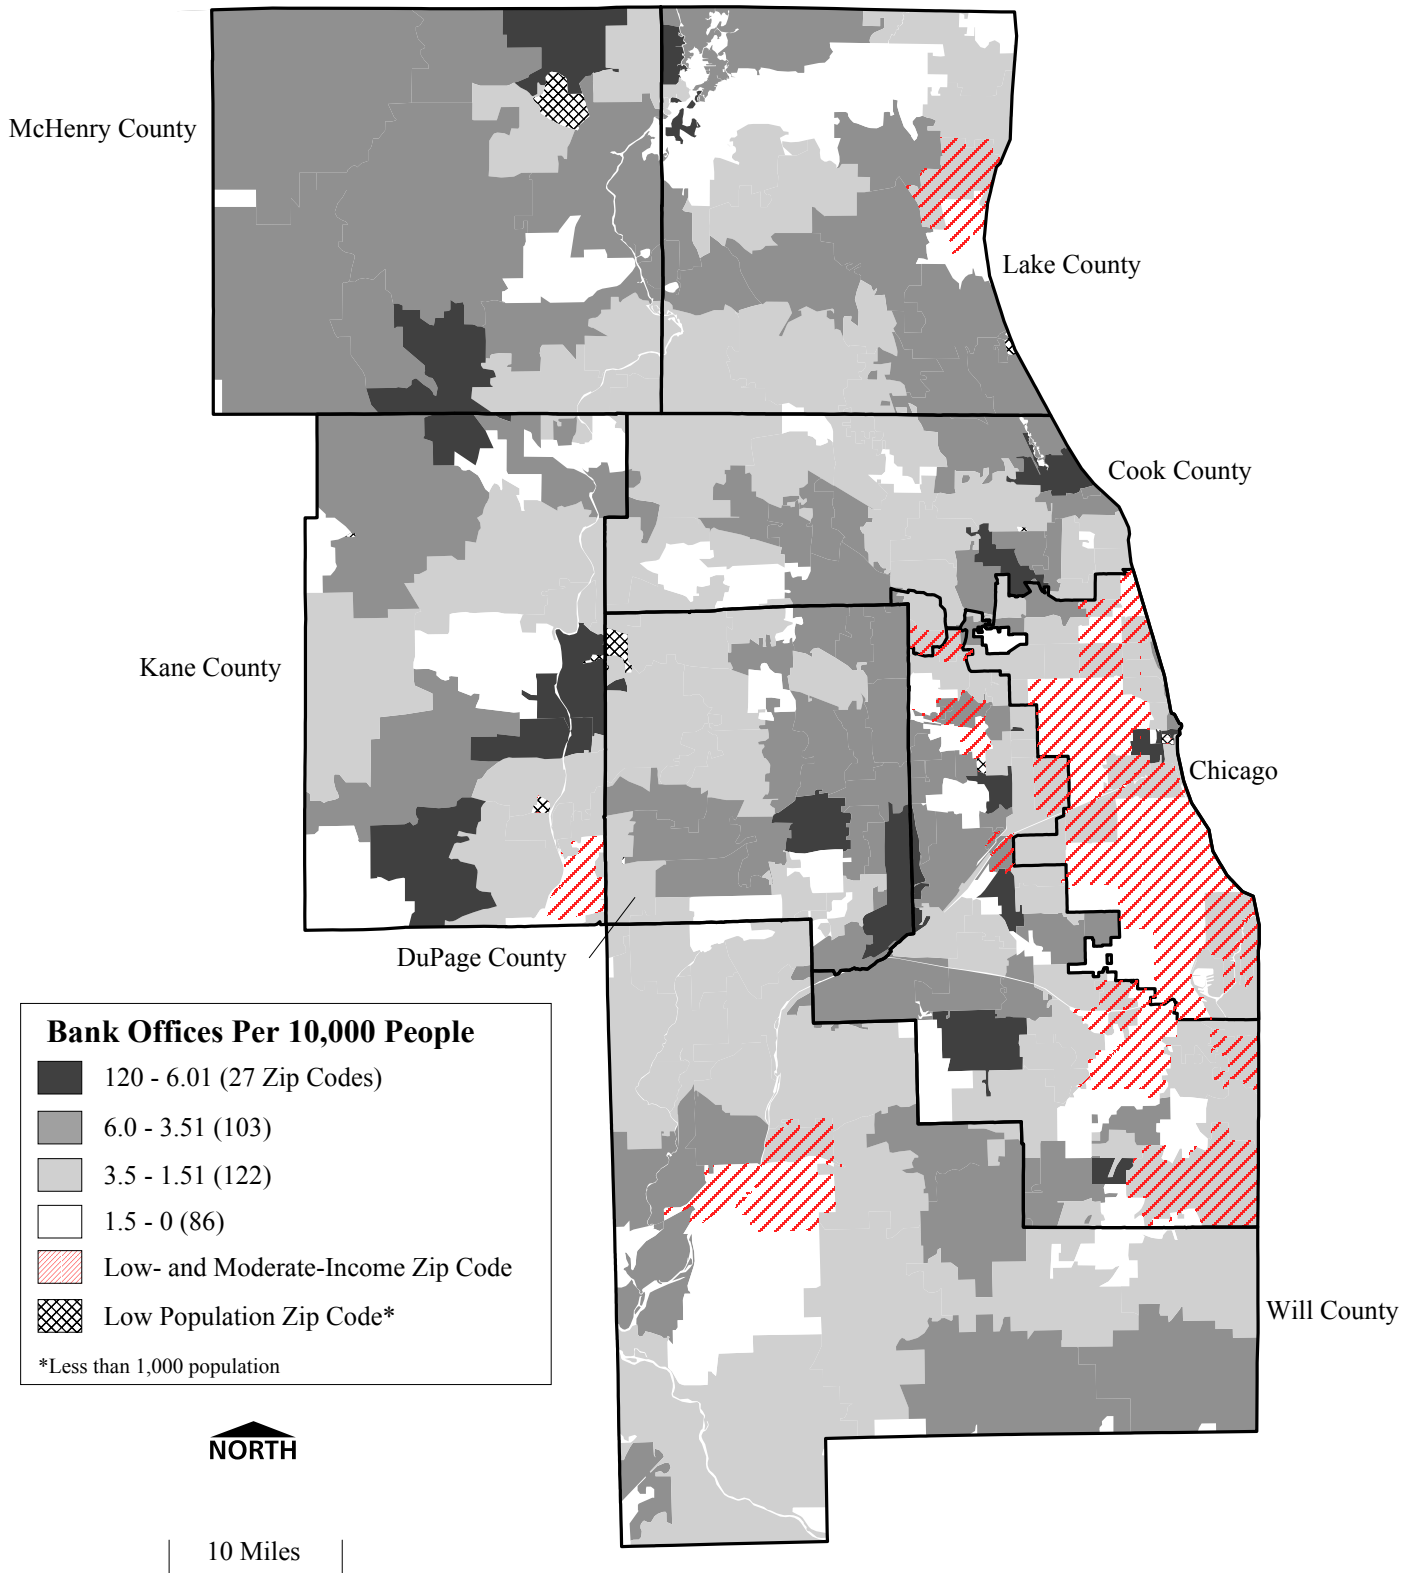 McHenry County
Lake County
Cook County
Kane County
Chicago
DuPage County
Bank Offices Per 10,000 People
120 - 6.01 (27 Zip Codes)
6.0 - 3.51 (103)
3.5 - 1.51 (122)
1.5 - 0 (86)
Low- and Moderate-Income Zip Code
Low Population Zip Code*
*Less than 1,000 population
Will County
NORTH
10 Miles